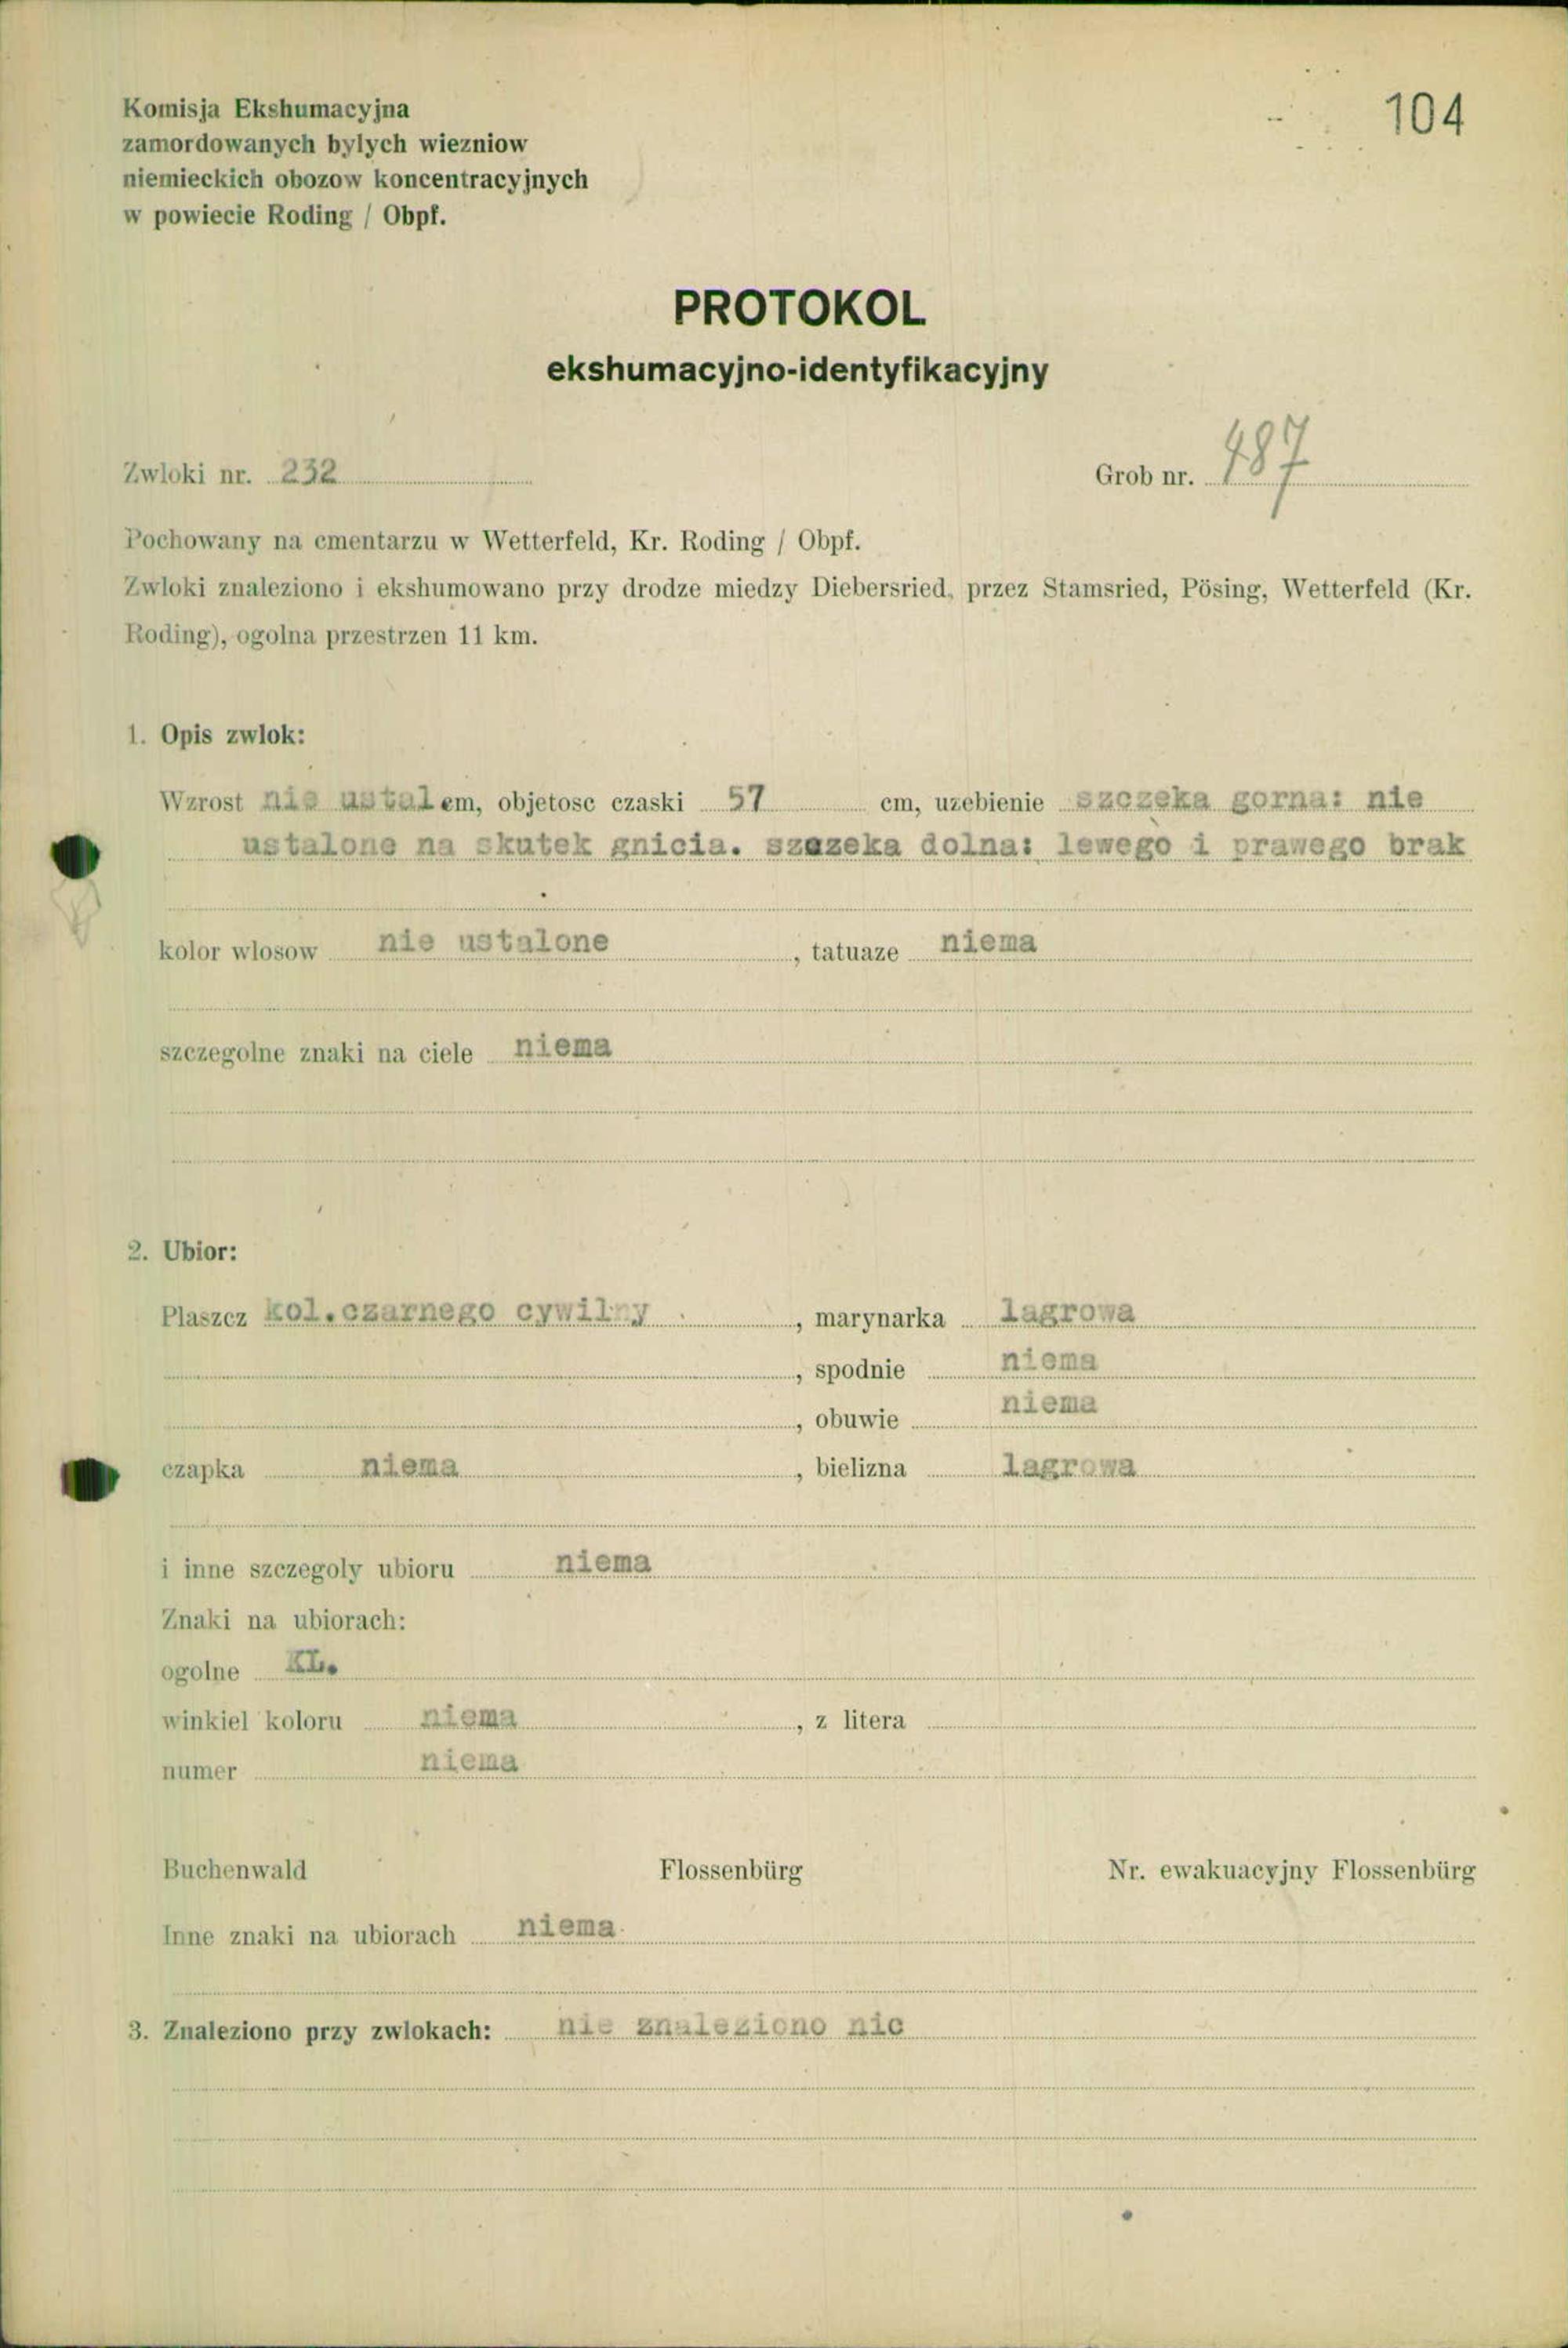 104
Komisja Ekshumacyjna
zamordowanych bylych wiezniow
niemieckich obozow koncentracyjnych
w powiecie Roding / Obpf.
PROTOKOL
ekshumacyjno-identyfikacyjny
Zwloki nr. 232 Grob nr. 487
Pochowany na cmentarzu w Wetterfeld, Kr. Roding / Obpf.
Zwloki znaleziono i ekshumowano przy drodze miedzy Diebersried, przez Stamsried, Pösing, Wetterfeld (Kr.
Roding), ogolna przestrzen 11 km.
1. Opis zwlok:
Wzrost nie ustal cm, objetosc czaski 57 cm, uzebienie szczeka gorna: nie
ustalone na skutek gnicia. szazeka dolna: lewego i prawego brak
kolor wlosow nie ustalone, tatuaze niema
szczegolne znaki na ciele niema
2. Ubior:
Plaszcz kol.czarnego cywilny, marynarka lagrowa
, spodnie niema
, obuwie niema
czapka niema, bielizna lagrowa
i inne szczegoly ubioru niema
Znaki na ubiorach:
ogolne KL.
winkiel koloru niema, z litera
numer niema
Buchenwald Flossenbürg Nr. ewakuacyjny Flossenbürg
Inne znaki na ubiorach niema
3. Znaleziono przy zwlokach: nie znaleziono nic